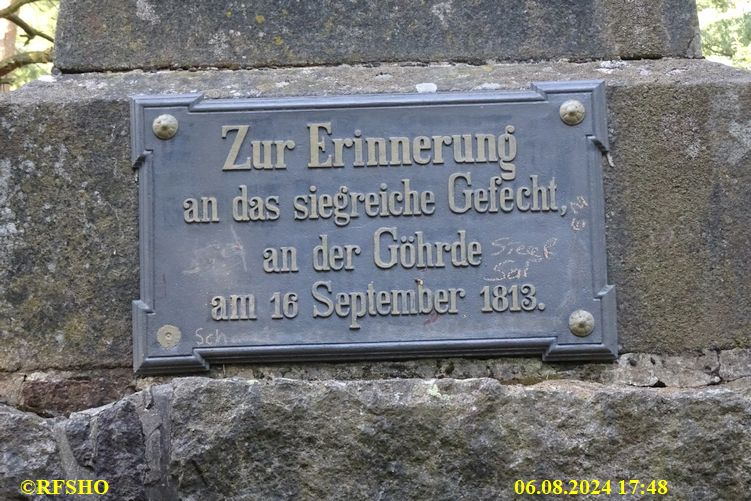 Zur Erinnerung
an das siegreiche Gefecht,
an der Göhrde
am 16 September 1813.
©RFSHO
06.08.2024 17:48